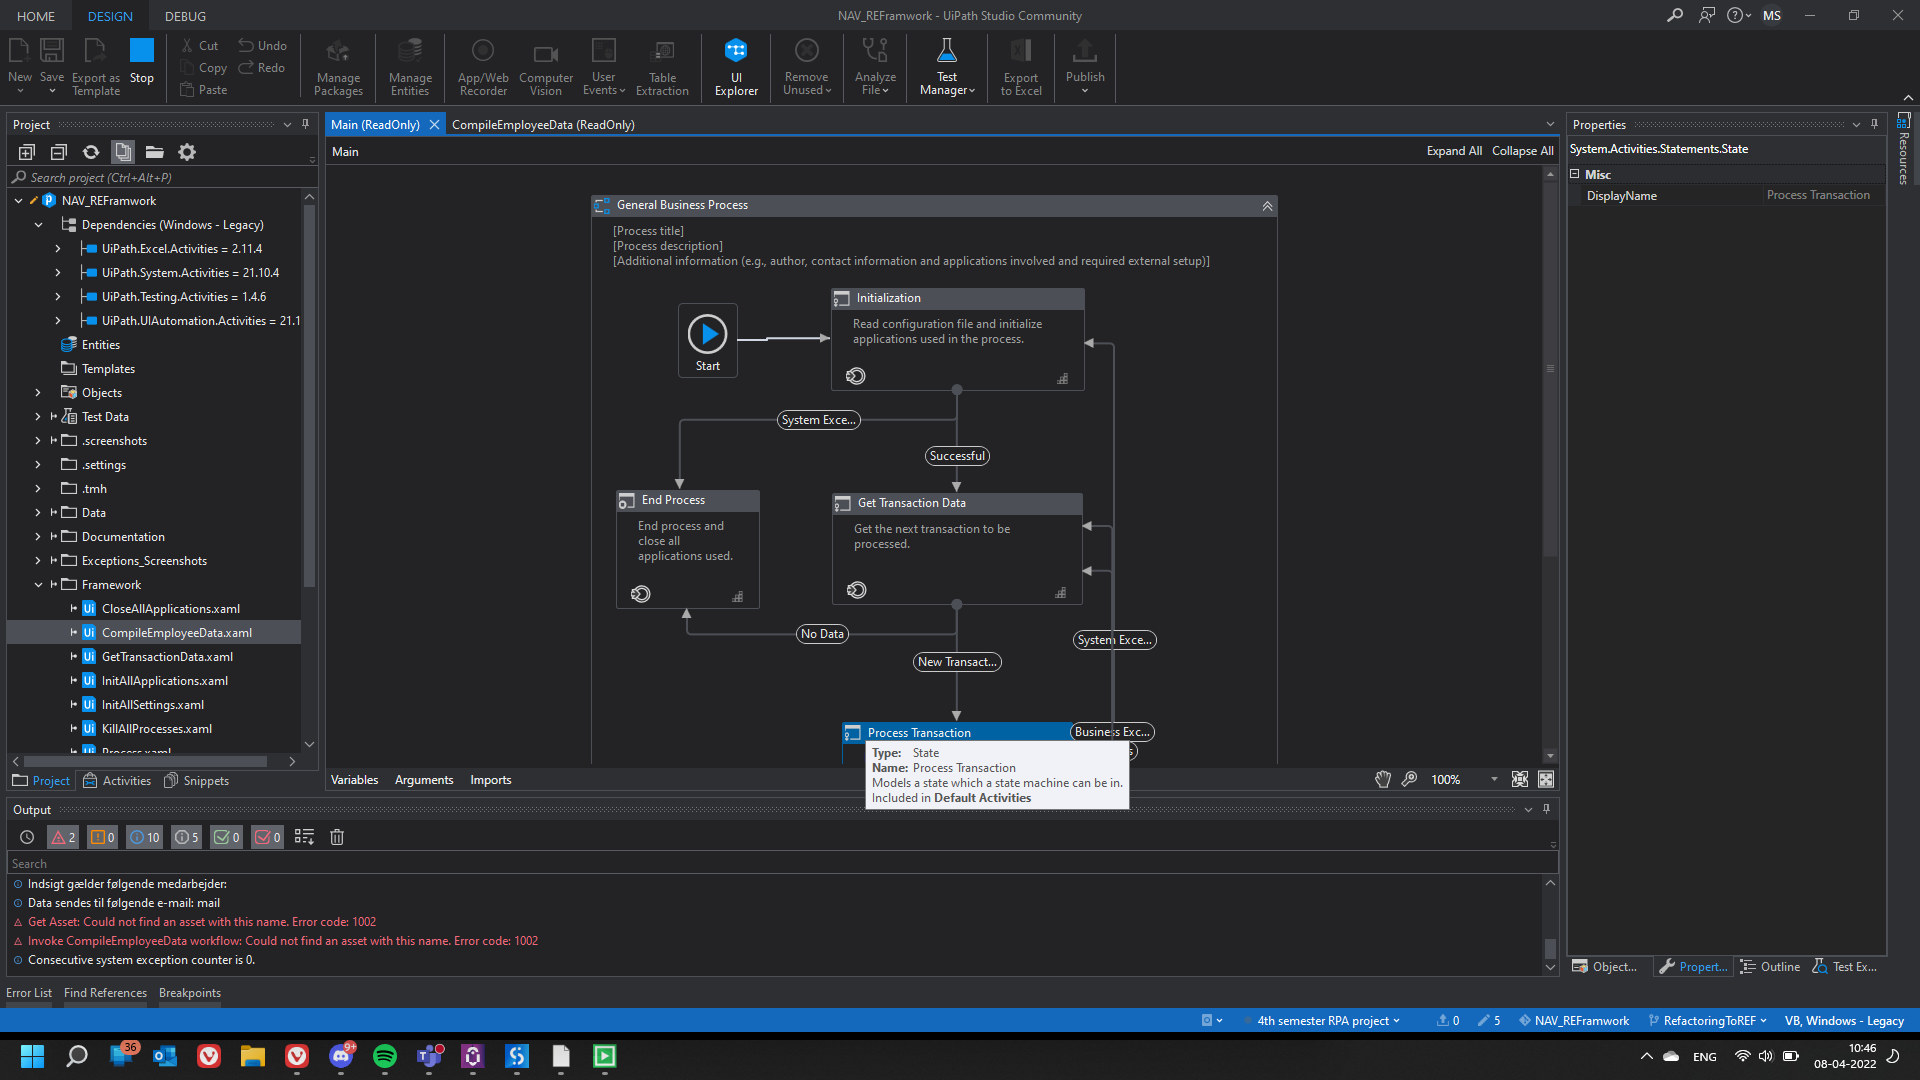 HOME DESIGN DEBUG
NAV_REFramwork - UiPath Studio Community
MS
New
Save
Export as Template
Stop
Cut
Copy
Paste
Undo
Redo
Manage Packages
Manage Entities
App/Web Recorder
Computer Vision
User Events
Table Extraction
UI Explorer
Remove Unused
Analyze File
Test Manager
Export to Excel
Publish
Project
Search project (Ctrl+Alt+P)
NAV_REFramwork
Dependencies (Windows - Legacy)
UiPath.Excel.Activities = 2.11.4
UiPath.System.Activities = 21.10.4
UiPath.Testing.Activities = 1.4.6
UiPath.UIAutomation.Activities = 21.1
Entities
Templates
Objects
Test Data
.screenshots
.settings
.tmh
Data
Documentation
Exceptions_Screenshots
Framework
CloseAllApplications.xaml
CompileEmployeeData.xaml
GetTransactionData.xaml
InitAllApplications.xaml
InitAllSettings.xaml
KillAllProcesses.xaml
Process.xaml
Project Activities Snippets
Main (ReadOnly) CompileEmployeeData (ReadOnly)
Main
Expand All Collapse All
General Business Process
[Process title]
[Process description]
[Additional information (e.g., author, contact information and applications involved and required external setup)]
Start
Initialization
Read configuration file and initialize
applications used in the process.
System Exce...
Successful
End Process
End process and
close all
applications used.
Get Transaction Data
Get the next transaction to be
processed.
No Data
System Exce...
New Transact...
Process Transaction
Business Exc...
Type: State
Name: Process Transaction
Models a state which a state machine can be in.
Included in Default Activities
Variables Arguments Imports
100%
Properties
System.Activities.Statements.State
Misc
DisplayName Process Transaction
Resources
Object... Propert... Outline Test Ex...
Output
2 0 10 5 0 0
Search
Indsigt gælder følgende medarbejder:
Data sendes til følgende e-mail: mail
Get Asset: Could not find an asset with this name. Error code: 1002
Invoke CompileEmployeeData workflow: Could not find an asset with this name. Error code: 1002
Consecutive system exception counter is 0.
Error List Find References Breakpoints
4th semester RPA project 0 5 NAV_REFramwork RefactoringToREF VB, Windows - Legacy
36
9+
ENG
10:46
08-04-2022